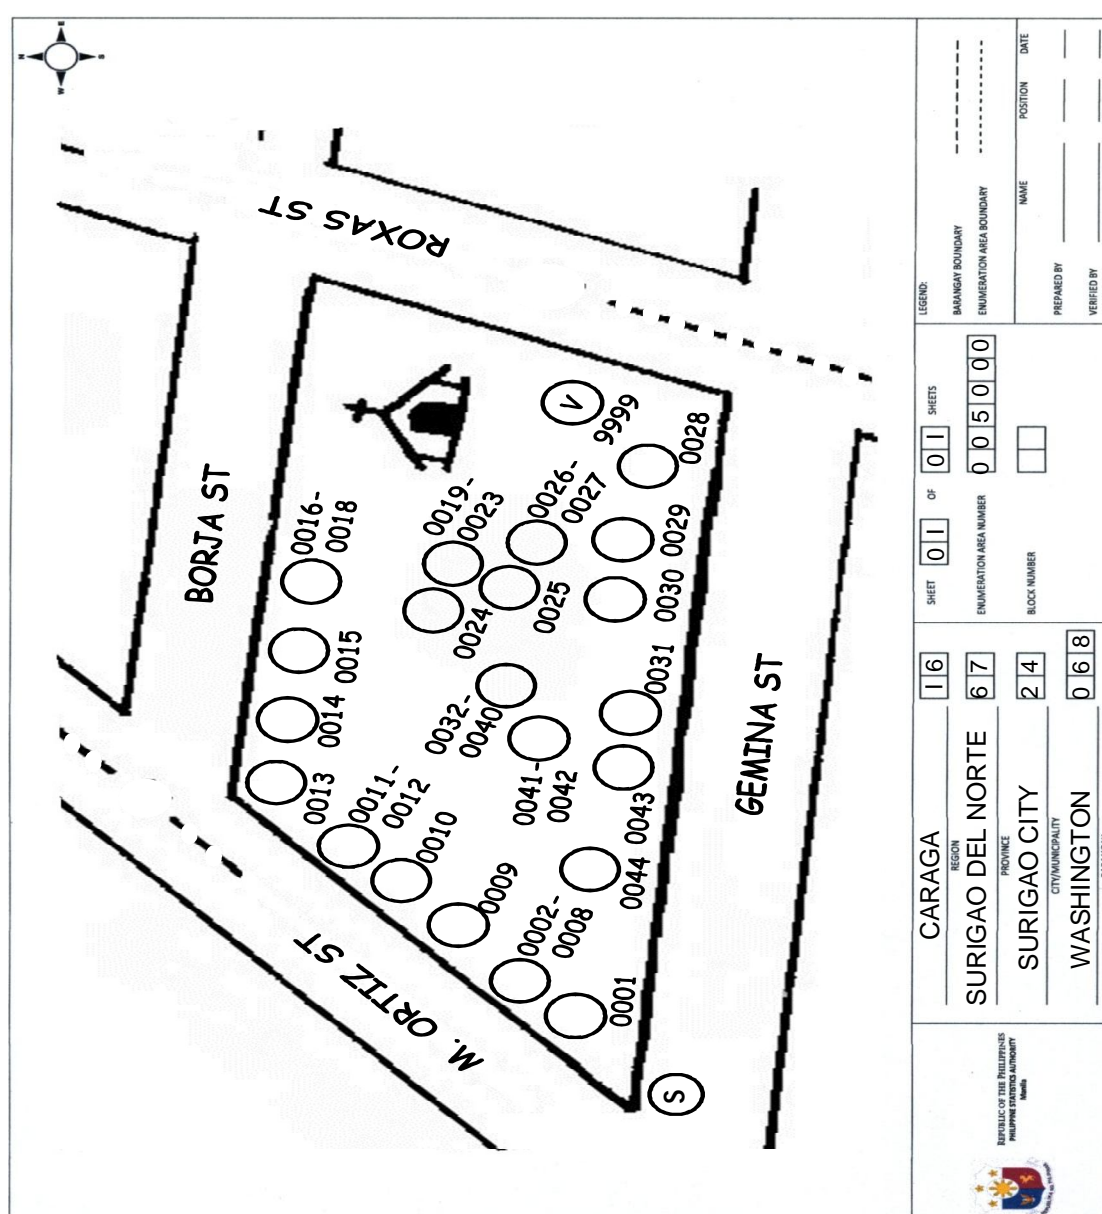 N
E
S
W
ROXAS ST
BORJA ST
GEMINA ST
M. ORTIZ ST
V
9999
0028
0026-
0027
0029
0019-
0023
0016-
0018
0030
0025
0024
0015
0031
0014
0032-
0040
0013
0041-
0042
0043
0011-
0012
0010
0044
0009
0002-
0008
0001
S
REPUBLIC OF THE PHILIPPINES
PHILIPPINE STATISTICS AUTHORITY
Manila
CARAGA 16
REGION
SURIGAO DEL NORTE 67
PROVINCE
SURIGAO CITY 24
CITY/MUNICIPALITY
WASHINGTON 068
SHEET 01 OF 01 SHEETS
ENUMERATION AREA NUMBER 005000
BLOCK NUMBER
LEGEND:
BARANGAY BOUNDARY
ENUMERATION AREA BOUNDARY
NAME POSITION DATE
PREPARED BY
VERIFIED BY